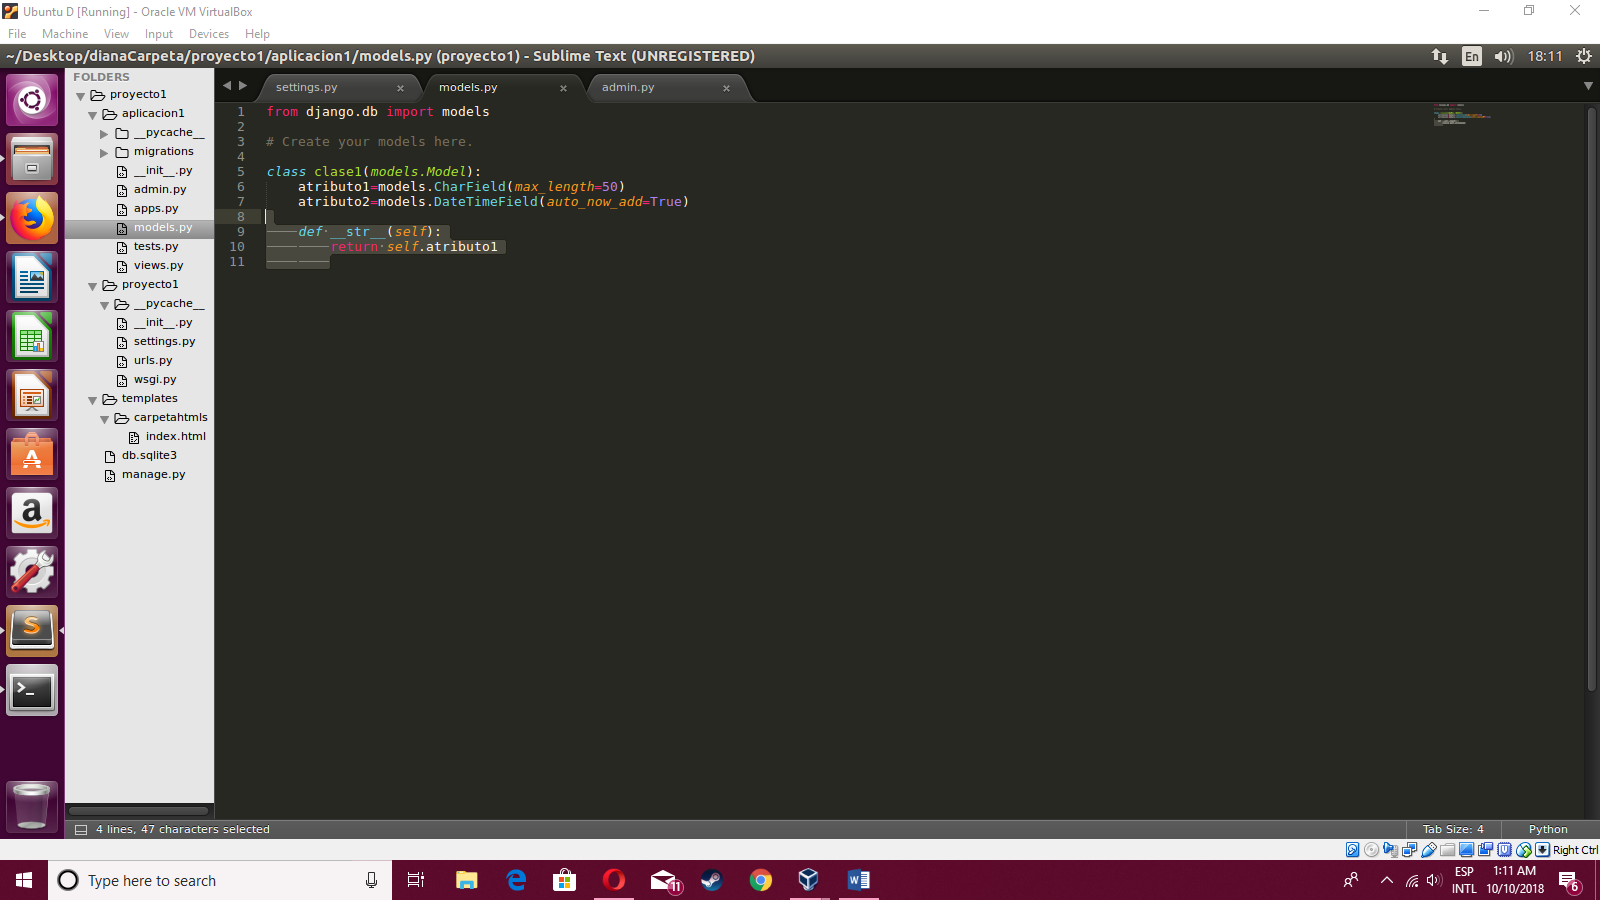 Ubuntu D [Running] - Oracle VM VirtualBox
File Machine View Input Devices Help
~/Desktop/dianaCarpeta/proyecto1/aplicacion1/models.py (proyecto1) - Sublime Text (UNREGISTERED)
En 18:11
FOLDERS
proyecto1
aplicacion1
__pycache__
migrations
__init__.py
admin.py
apps.py
models.py
tests.py
views.py
proyecto1
__pycache__
__init__.py
settings.py
urls.py
wsgi.py
templates
carpetahtmls
index.html
db.sqlite3
manage.py
settings.py × models.py × admin.py ×
1 from django.db import models
2
3 # Create your models here.
4
5 class clase1(models.Model):
6 atributo1=models.CharField(max_length=50)
7 atributo2=models.DateTimeField(auto_now_add=True)
8
9 def __str__(self):
10 return self.atributo1
11
4 lines, 47 characters selected
Tab Size: 4 Python
Right Ctrl
Type here to search
11
ESP
INTL
1:11 AM
10/10/2018
6